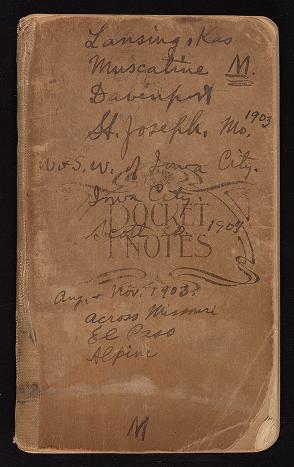 Lansing, Kas
Muscatine M.
Davenport
St. Joseph, Mo. 1903
W & S.W. of Iowa City.
Iowa City.
POCKET
Scott Co. 1904
NOTES
Aug. & Nov. 1903.
across Missouri
El Paso
Alpine
M